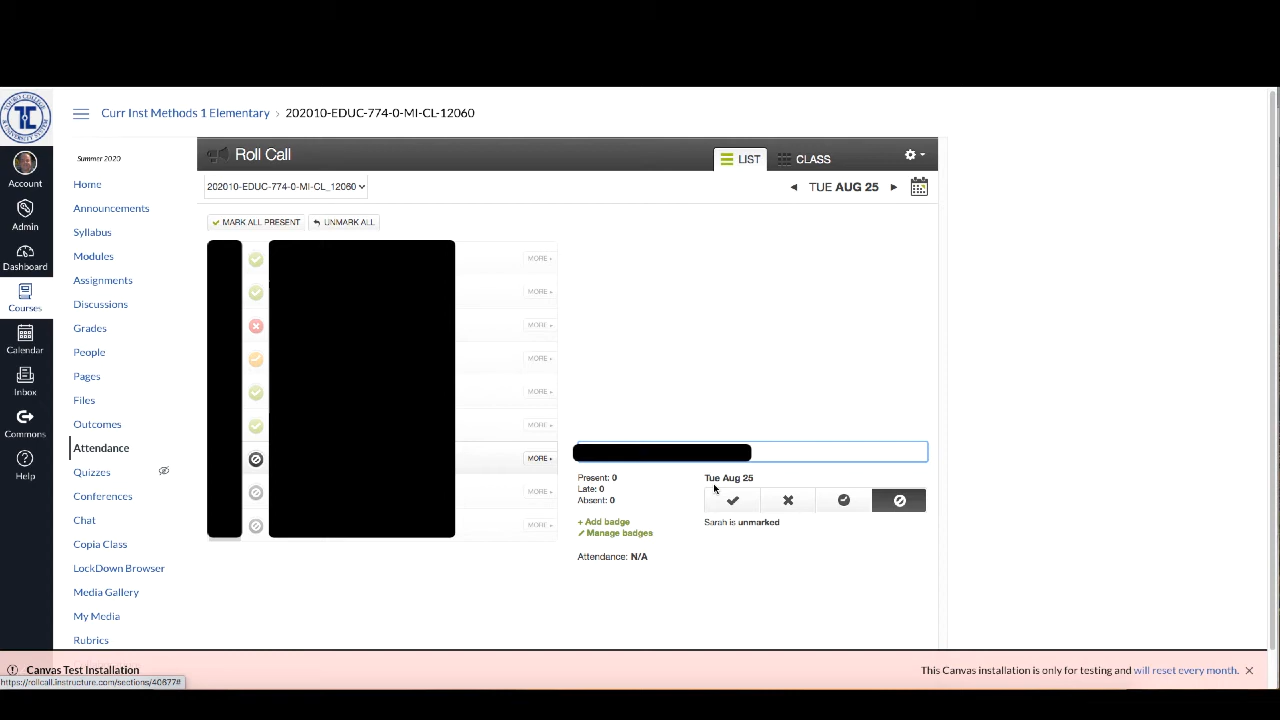 Curr Inst Methods 1 Elementary › 202010-EDUC-774-0-MI-CL-12060
Account
Admin
Dashboard
Courses
Calendar
Inbox
Commons
Help
Summer 2020
Home
Announcements
Syllabus
Modules
Assignments
Discussions
Grades
People
Pages
Files
Outcomes
Attendance
Quizzes
Conferences
Chat
Copia Class
LockDown Browser
Media Gallery
My Media
Rubrics
Roll Call
LIST
CLASS
202010-EDUC-774-0-MI-CL_12060
TUE AUG 25
MARK ALL PRESENT
UNMARK ALL
MORE
MORE
MORE
MORE
MORE
MORE
MORE
MORE
MORE
Present: 0
Late: 0
Absent: 0
+ Add badge
Manage badges
Attendance: N/A
Tue Aug 25
Sarah is unmarked
Canvas Test Installation
This Canvas installation is only for testing and will reset every month.
https://rollcall.instructure.com/sections/40677#